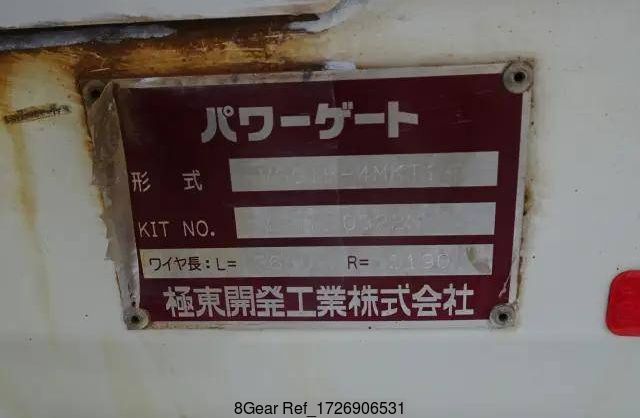 パワーゲート
形 式
KIT NO.
ワイヤ長:L= R=
極東開発工業株式会社
8Gear Ref_1726906531